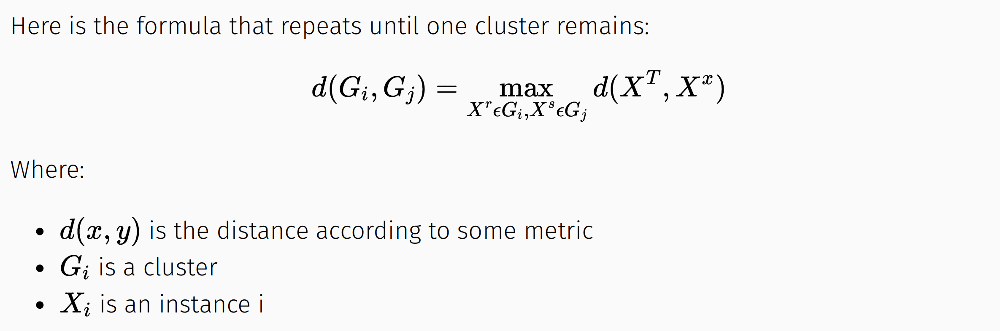 Here is the formula that repeats until one cluster remains:
$d(G_i, G_j) = \max_{X^r \epsilon G_i, X^s \epsilon G_j} d(X^T, X^x)$
Where:
• $d(x, y)$ is the distance according to some metric
• $G_i$ is a cluster
• $X_i$ is an instance i